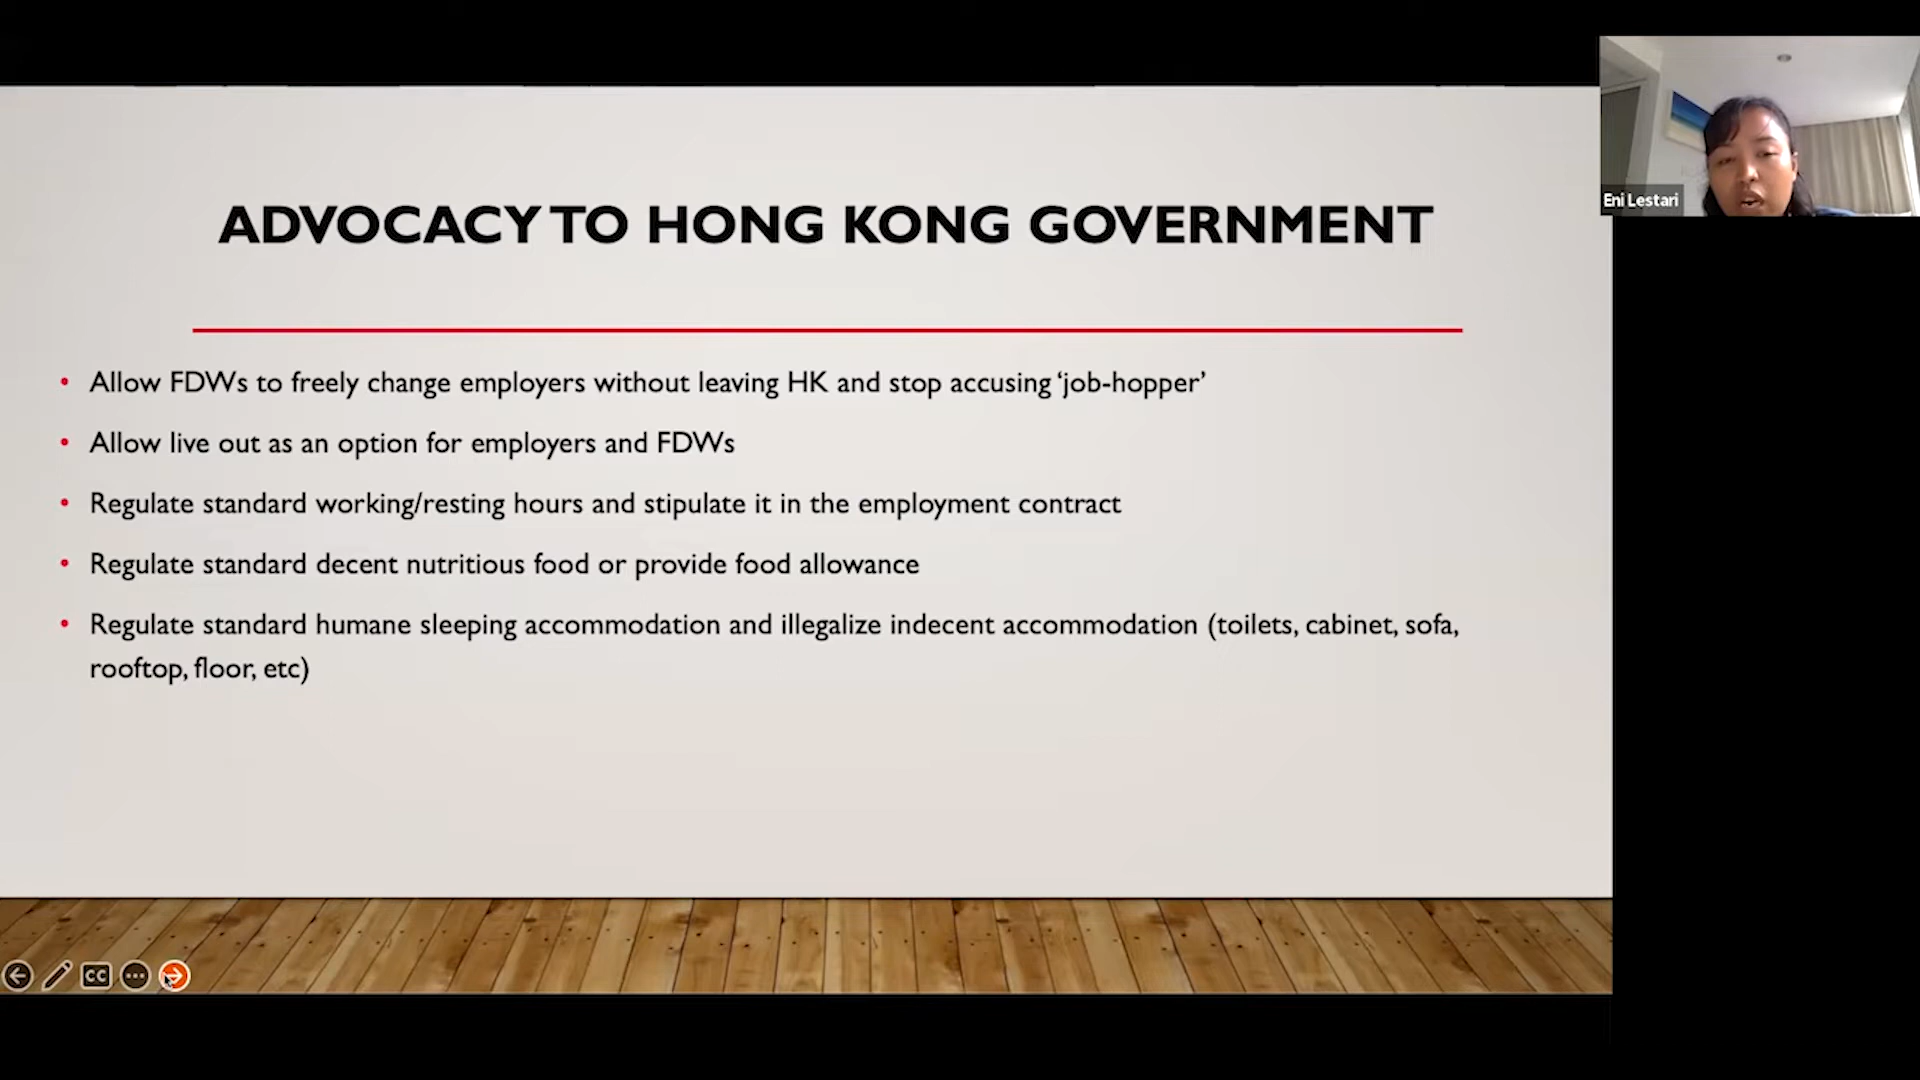 ADVOCACY TO HONG KONG GOVERNMENT
Eni Lestari
• Allow FDWs to freely change employers without leaving HK and stop accusing ‘job-hopper’
• Allow live out as an option for employers and FDWs
• Regulate standard working/resting hours and stipulate it in the employment contract
• Regulate standard decent nutritious food or provide food allowance
• Regulate standard humane sleeping accommodation and illegalize indecent accommodation (toilets, cabinet, sofa,
rooftop, floor, etc)
CC